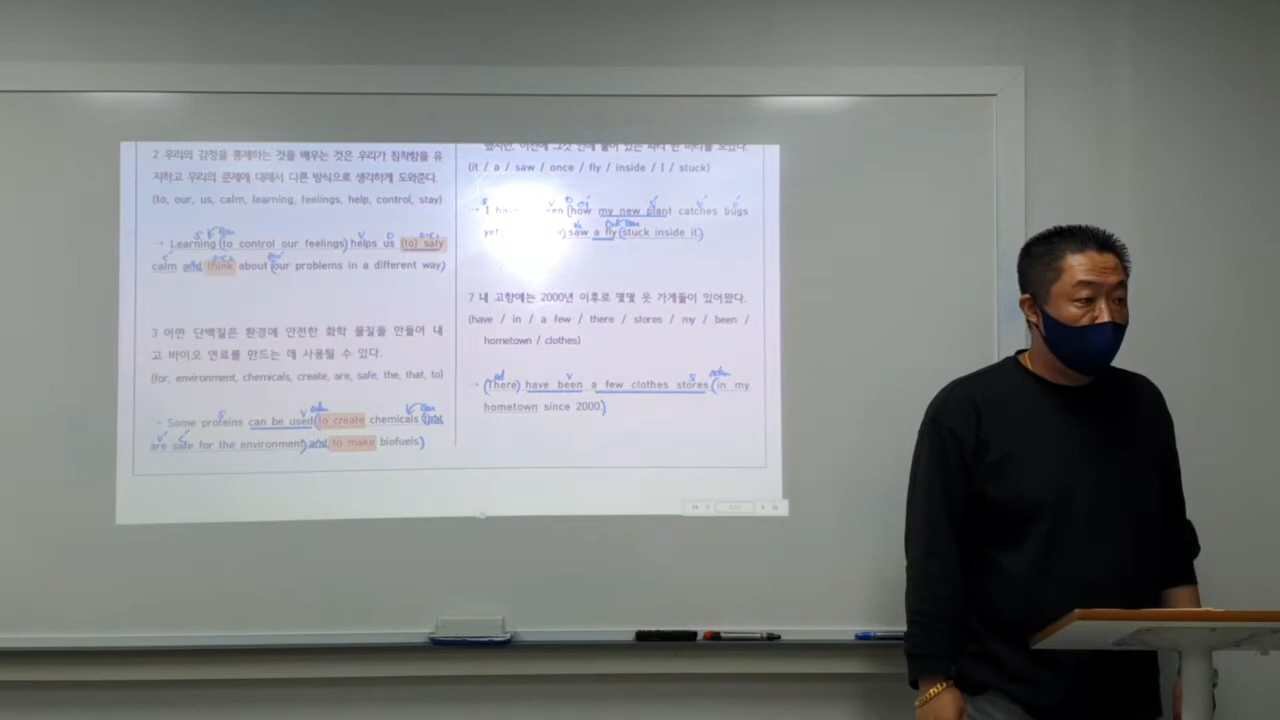 2 우리의 감정을 통제하는 것을 배우는 것은 우리가 침착함을 유
지하고 우리의 문제에 대해서 다른 방식으로 생각하게 도와준다.
(to, our, us, calm, learning, feelings, help, control, stay)
→ Learning (to control our feelings) helps us (to) saty
calm and think about (our problems in a different way)
3 어떤 단백질은 환경에 안전한 화학 물질을 만들어 내
고 바이오 연료를 만드는 데 사용될 수 있다.
(for, environment, chemicals, create, are, safe, the, that, to)
→ Some proteins can be used (to create chemicals (that
are safe for the environment) and to make biofuels.)
(it / a / saw / once / fly / inside / I / stuck)
→ I (how my new plant catches bugs
yet saw a fly (stuck inside it.)
7 내 고향에는 2000년 이후로 몇몇 옷 가게들이 있어왔다.
(have / in / a few / there / stores / my / been /
hometown / clothes)
→ (There) have been a few clothes stores (in my
hometown since 2000.)